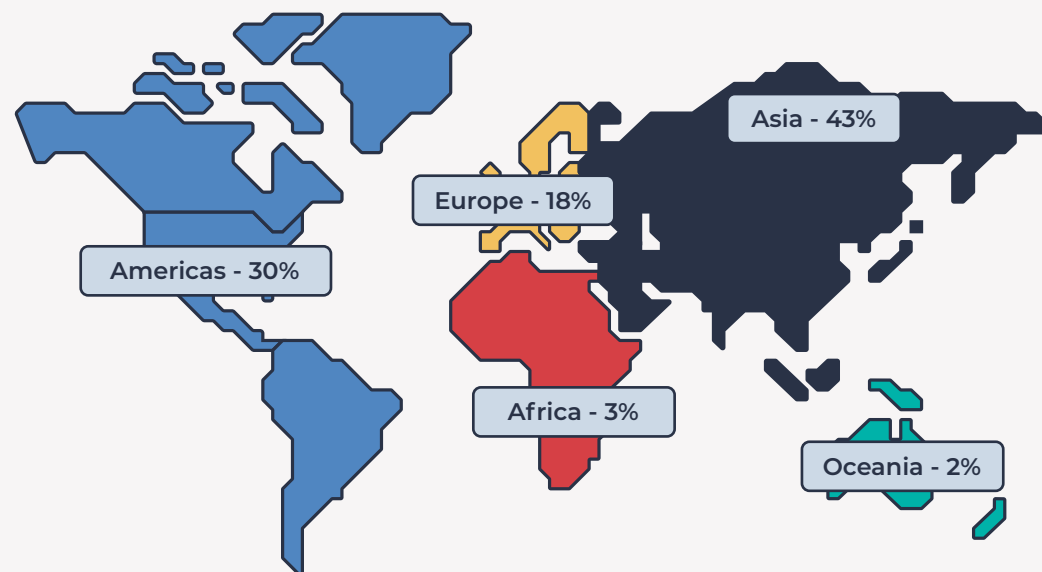 Asia - 43%
Europe - 18%
Americas - 30%
Africa - 3%
Oceania - 2%